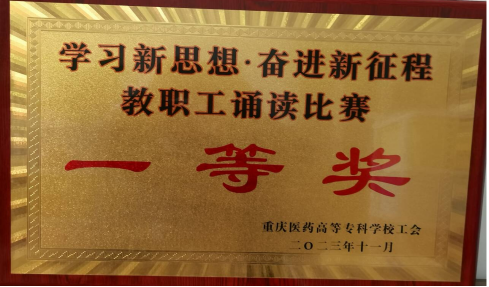 学习新思想·奋进新征程
教职工诵读比赛
一等奖
重庆医药高等专科学校工会
二〇二三年十一月